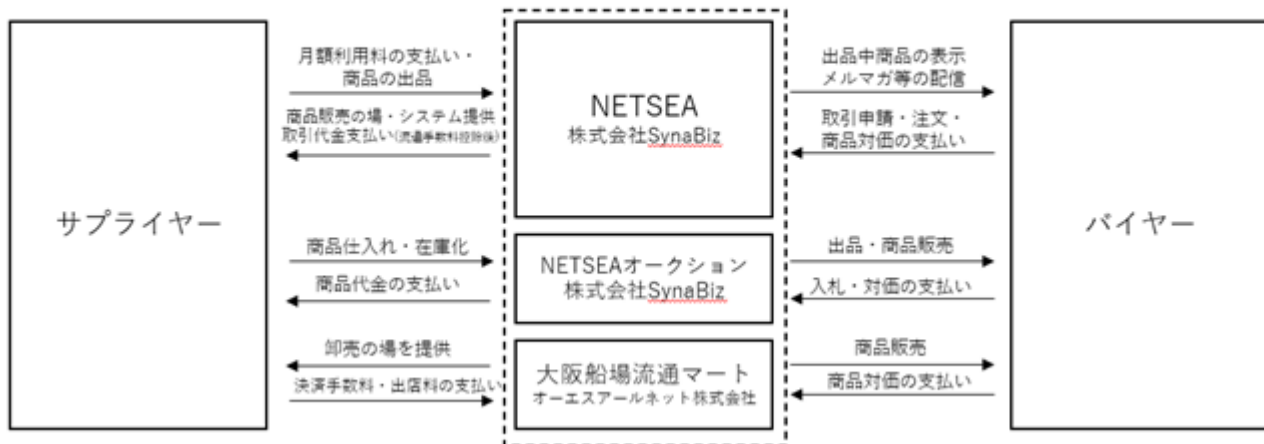 サプライヤー
月額利用料の支払い・
商品の出品
商品販売の場・システム提供
取引代金支払い(流通手数料控除後)
商品仕入れ・在庫化
商品代金の支払い
卸売の場を提供
決済手数料・出店料の支払い
NETSEA
株式会社SynaBiz
NETSEAオークション
株式会社SynaBiz
大阪船場流通マート
オーエスアールネット株式会社
出品中商品の表示
メルマガ等の配信
取引申請・注文・
商品対価の支払い
出品・商品販売
入札・対価の支払い
商品販売
商品対価の支払い
バイヤー